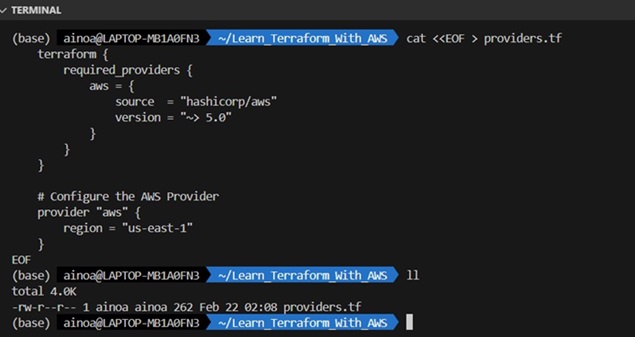 TERMINAL
(base) ainoa@LAPTOP-MB1A0FN3 ~/Learn_Terraform_With_AWS cat <<EOF > providers.tf
    terraform {
        required_providers {
            aws = {
                source  = "hashicorp/aws"
                version = "~> 5.0"
            }
        }
    }

    # Configure the AWS Provider
    provider "aws" {
        region = "us-east-1"
    }
EOF
(base) ainoa@LAPTOP-MB1A0FN3 ~/Learn_Terraform_With_AWS ll
total 4.0K
-rw-r--r-- 1 ainoa ainoa 262 Feb 22 02:08 providers.tf
(base) ainoa@LAPTOP-MB1A0FN3 ~/Learn_Terraform_With_AWS